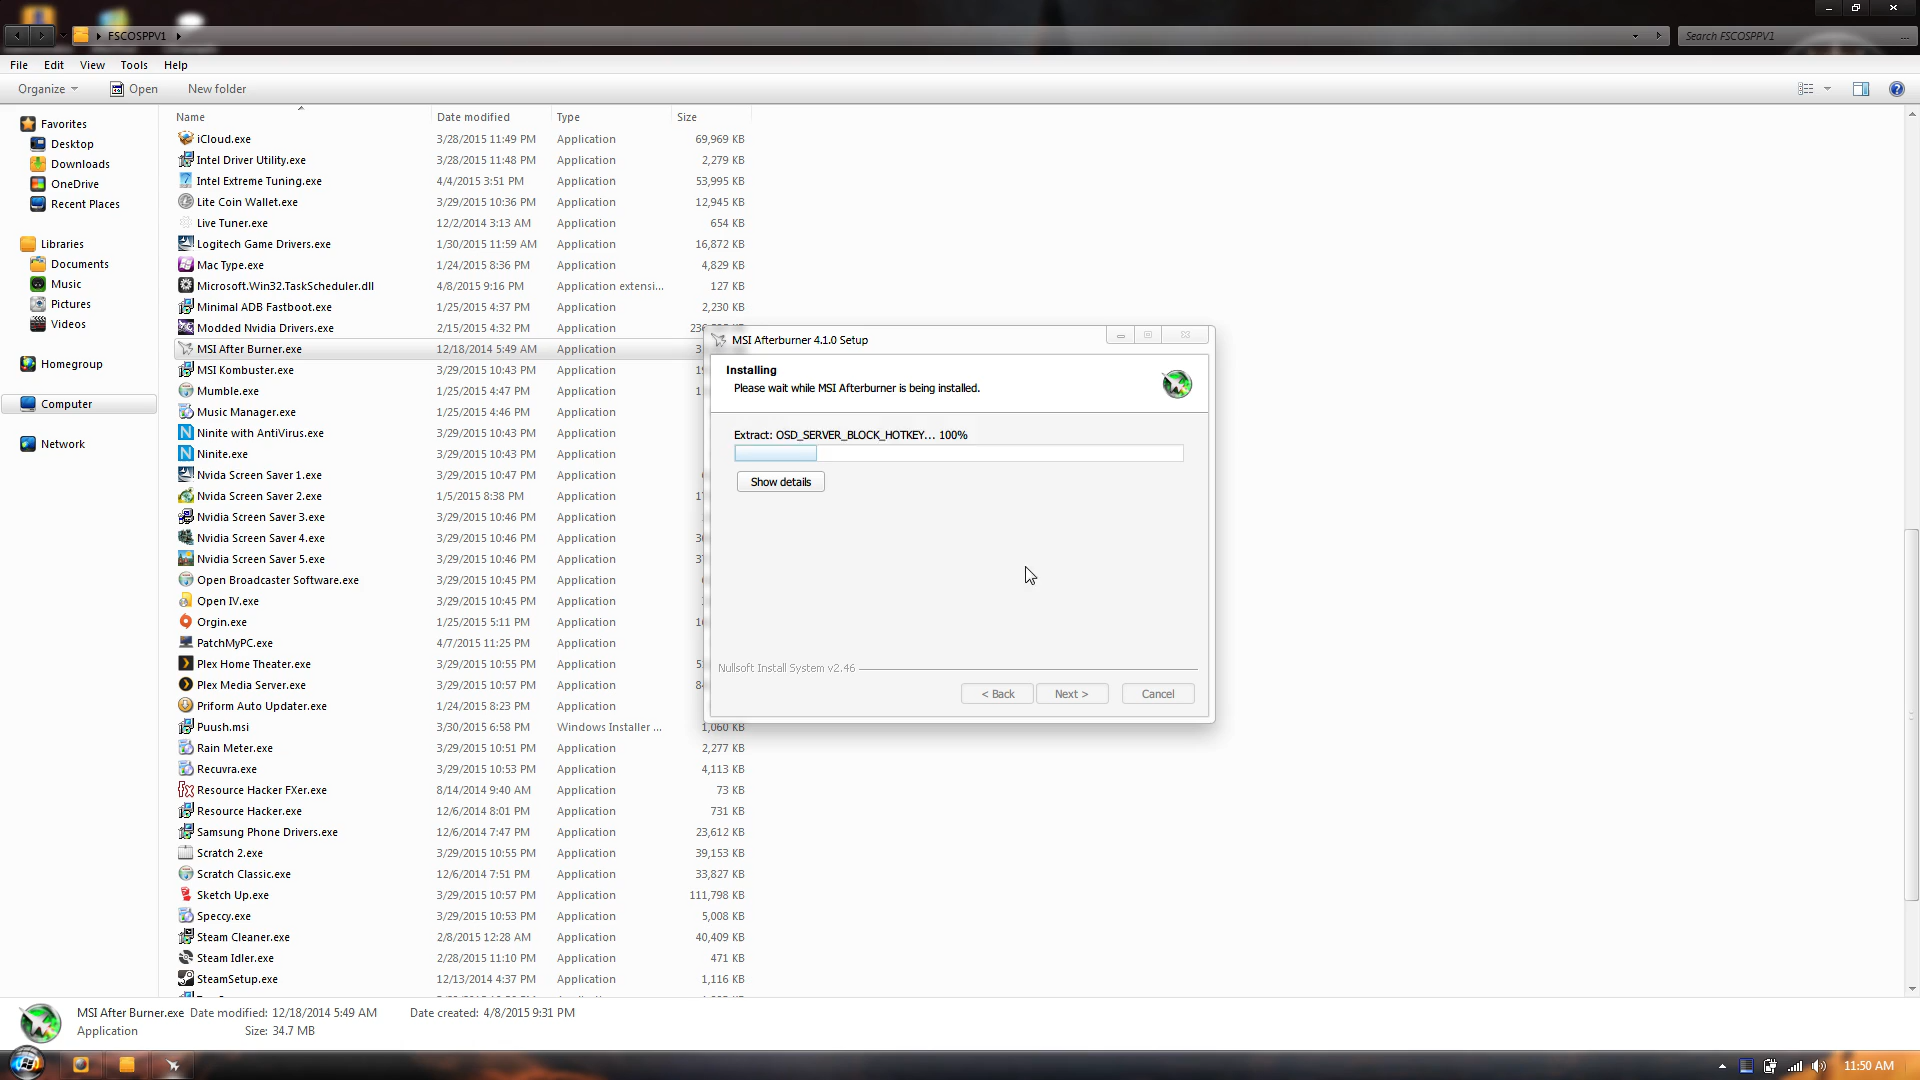 FSCOSPPV1
Search FSCOSPPV1
File Edit View Tools Help
Organize Open New folder
Favorites
Desktop
Downloads
OneDrive
Recent Places
Libraries
Documents
Music
Pictures
Videos
Homegroup
Computer
Network
Name Date modified Type Size
iCloud.exe 3/28/2015 11:49 PM Application 69,969 KB
Intel Driver Utility.exe 3/28/2015 11:48 PM Application 2,279 KB
Intel Extreme Tuning.exe 4/4/2015 3:51 PM Application 53,995 KB
Lite Coin Wallet.exe 3/29/2015 10:36 PM Application 12,945 KB
Live Tuner.exe 12/2/2014 3:13 AM Application 654 KB
Logitech Game Drivers.exe 1/30/2015 11:59 AM Application 16,872 KB
Mac Type.exe 1/24/2015 8:36 PM Application 4,829 KB
Microsoft.Win32.TaskScheduler.dll 4/8/2015 9:16 PM Application extensi... 127 KB
Minimal ADB Fastboot.exe 1/25/2015 4:37 PM Application 2,230 KB
Modded Nvidia Drivers.exe 2/15/2015 4:32 PM Application
MSI After Burner.exe 12/18/2014 5:49 AM Application
MSI Kombuster.exe 3/29/2015 10:43 PM Application
Mumble.exe 1/25/2015 4:47 PM Application
Music Manager.exe 1/25/2015 4:46 PM Application
Ninite with AntiVirus.exe 3/29/2015 10:43 PM Application
Ninite.exe 3/29/2015 10:43 PM Application
Nvida Screen Saver 1.exe 3/29/2015 10:47 PM Application
Nvida Screen Saver 2.exe 1/5/2015 8:38 PM Application
Nvidia Screen Saver 3.exe 3/29/2015 10:46 PM Application
Nvidia Screen Saver 4.exe 3/29/2015 10:46 PM Application
Nvidia Screen Saver 5.exe 3/29/2015 10:46 PM Application
Open Broadcaster Software.exe 3/29/2015 10:45 PM Application
Open IV.exe 3/29/2015 10:45 PM Application
Orgin.exe 1/25/2015 5:11 PM Application
PatchMyPC.exe 4/7/2015 11:25 PM Application
Plex Home Theater.exe 3/29/2015 10:55 PM Application
Plex Media Server.exe 3/29/2015 10:57 PM Application
Priform Auto Updater.exe 1/24/2015 8:23 PM Application
Puush.msi 3/30/2015 6:58 PM Windows Installer ... 1,060 KB
Rain Meter.exe 3/29/2015 10:51 PM Application 2,277 KB
Recuvra.exe 3/29/2015 10:53 PM Application 4,113 KB
Resource Hacker FXer.exe 8/14/2014 9:40 AM Application 73 KB
Resource Hacker.exe 12/6/2014 8:01 PM Application 731 KB
Samsung Phone Drivers.exe 12/6/2014 7:47 PM Application 23,612 KB
Scratch 2.exe 3/29/2015 10:55 PM Application 39,153 KB
Scratch Classic.exe 12/6/2014 7:51 PM Application 33,827 KB
Sketch Up.exe 3/29/2015 10:57 PM Application 111,798 KB
Speccy.exe 3/29/2015 10:53 PM Application 5,008 KB
Steam Cleaner.exe 2/8/2015 12:28 AM Application 40,409 KB
Steam Idler.exe 2/28/2015 11:10 PM Application 471 KB
SteamSetup.exe 12/13/2014 4:37 PM Application 1,116 KB
MSI Afterburner 4.1.0 Setup
Installing
Please wait while MSI Afterburner is being installed.
Extract: OSD_SERVER_BLOCK_HOTKEY... 100%
Show details
Nullsoft Install System v2.46
< Back Next > Cancel
MSI After Burner.exe Date modified: 12/18/2014 5:49 AM Date created: 4/8/2015 9:31 PM
Application Size: 34.7 MB
11:50 AM